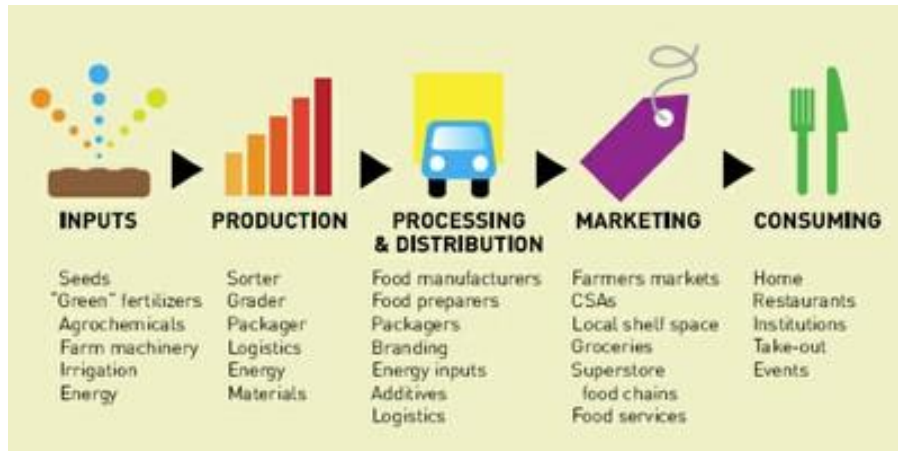 INPUTS
Seeds
"Green" fertilizers
Agrochemicals
Farm machinery
Irrigation
Energy
PRODUCTION
Sorter
Grader
Packager
Logistics
Energy
Materials
PROCESSING
& DISTRIBUTION
Food manufacturers
Food preparers
Packagers
Branding
Energy inputs
Additives
Logistics
MARKETING
Farmers markets
CSAs
Local shelf space
Groceries
Superstore
food chains
Food services
CONSUMING
Home
Restaurants
Institutions
Take-out
Events